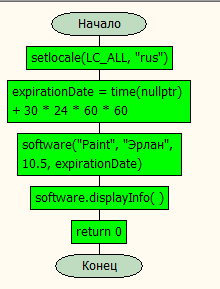 Начало
setlocale(LC_ALL, "rus")
expirationDate = time(nullptr)
+ 30 * 24 * 60 * 60
software("Paint", "Эрлан",
10.5, expirationDate)
software.displayInfo( )
return 0
Конец